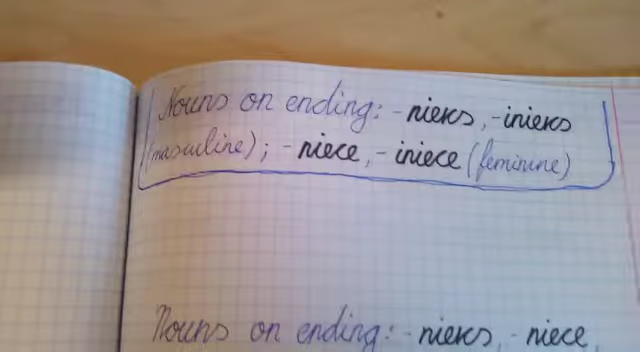 Nouns on ending: -nieks, -inieks
(masculine); -niece, -iniece (feminine)
Nouns on ending: -nieks, -niece,